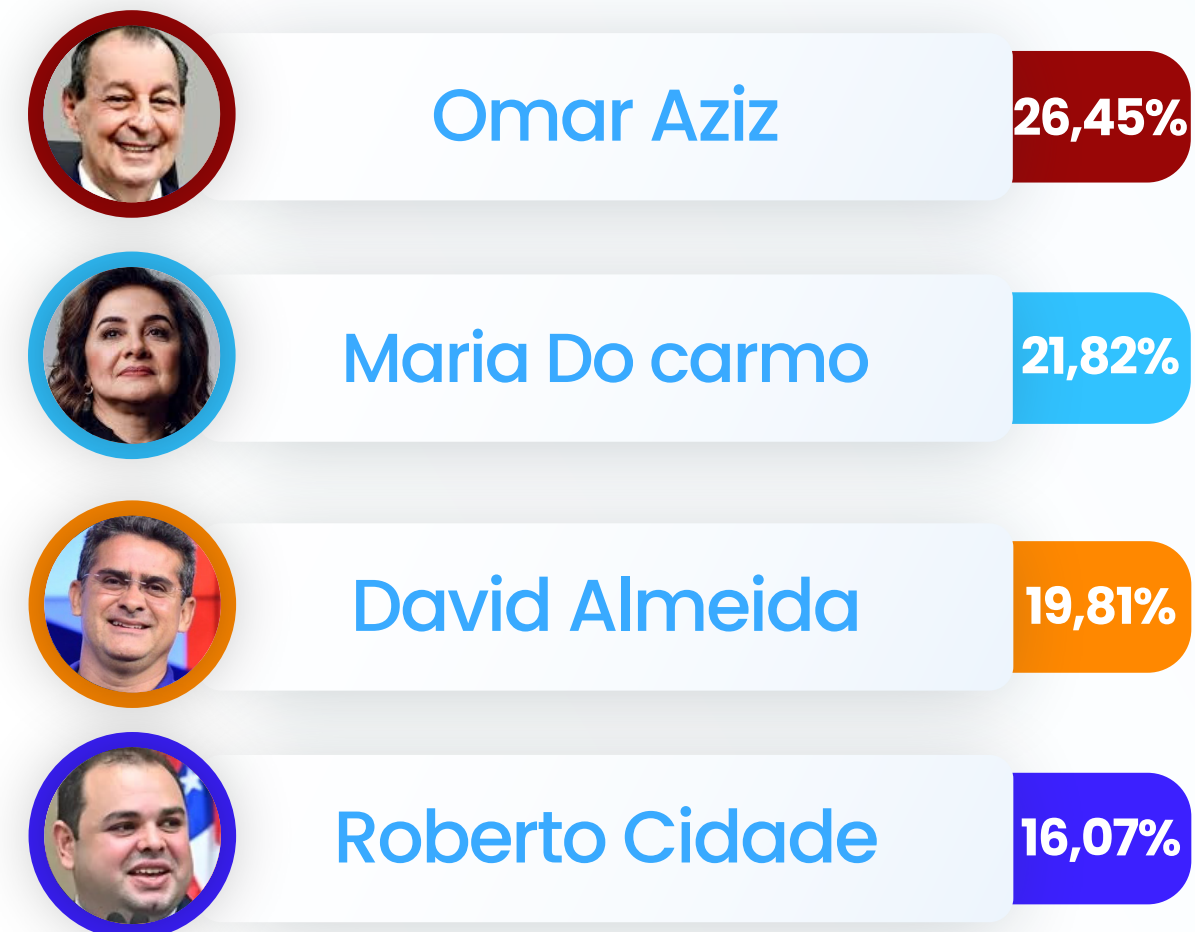 Omar Aziz 26,45%
Maria Do carmo 21,82%
David Almeida 19,81%
Roberto Cidade 16,07%